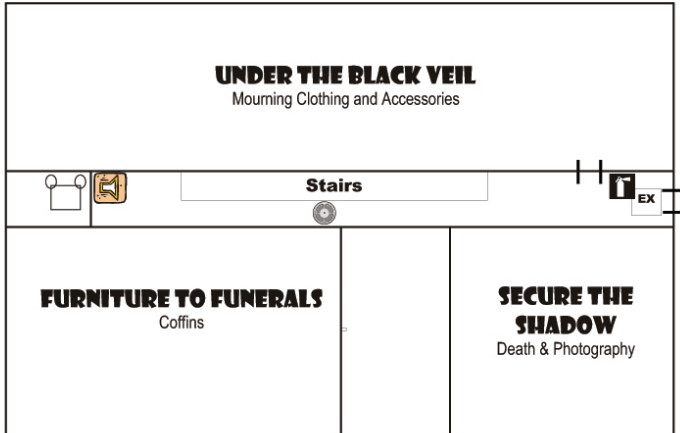 UNDER THE BLACK VEIL
Mourning Clothing and Accessories
Stairs
EX
FURNITURE TO FUNERALS
Coffins
SECURE THE
SHADOW
Death & Photography